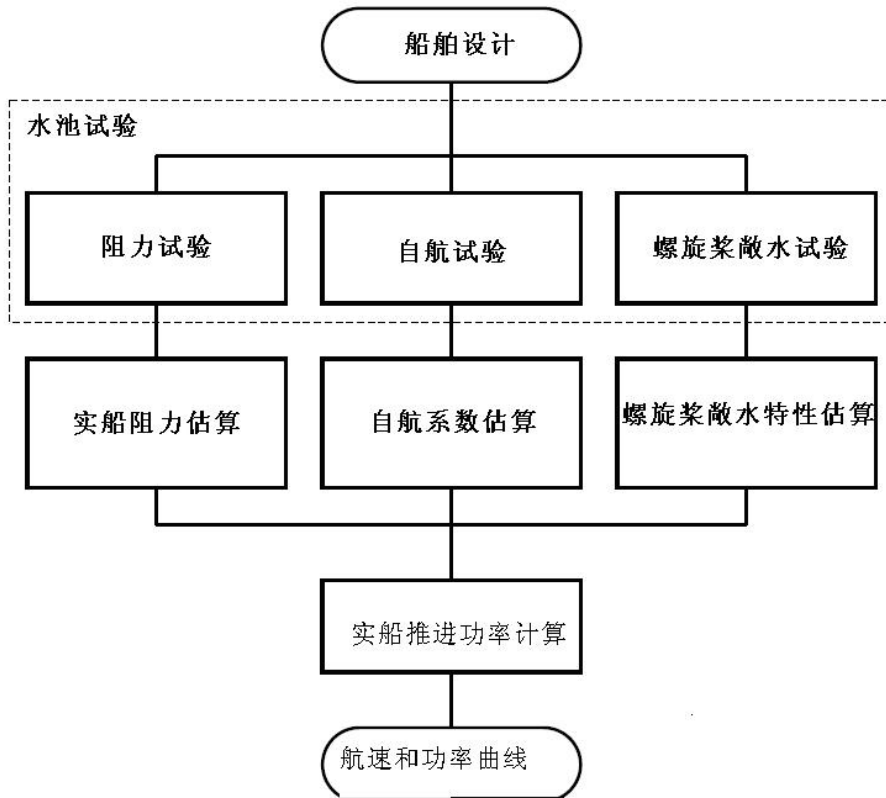 船舶设计
水池试验
阻力试验
自航试验
螺旋桨敞水试验
实船阻力估算
自航系数估算
螺旋桨敞水特性估算
实船推进功率计算
航速和功率曲线